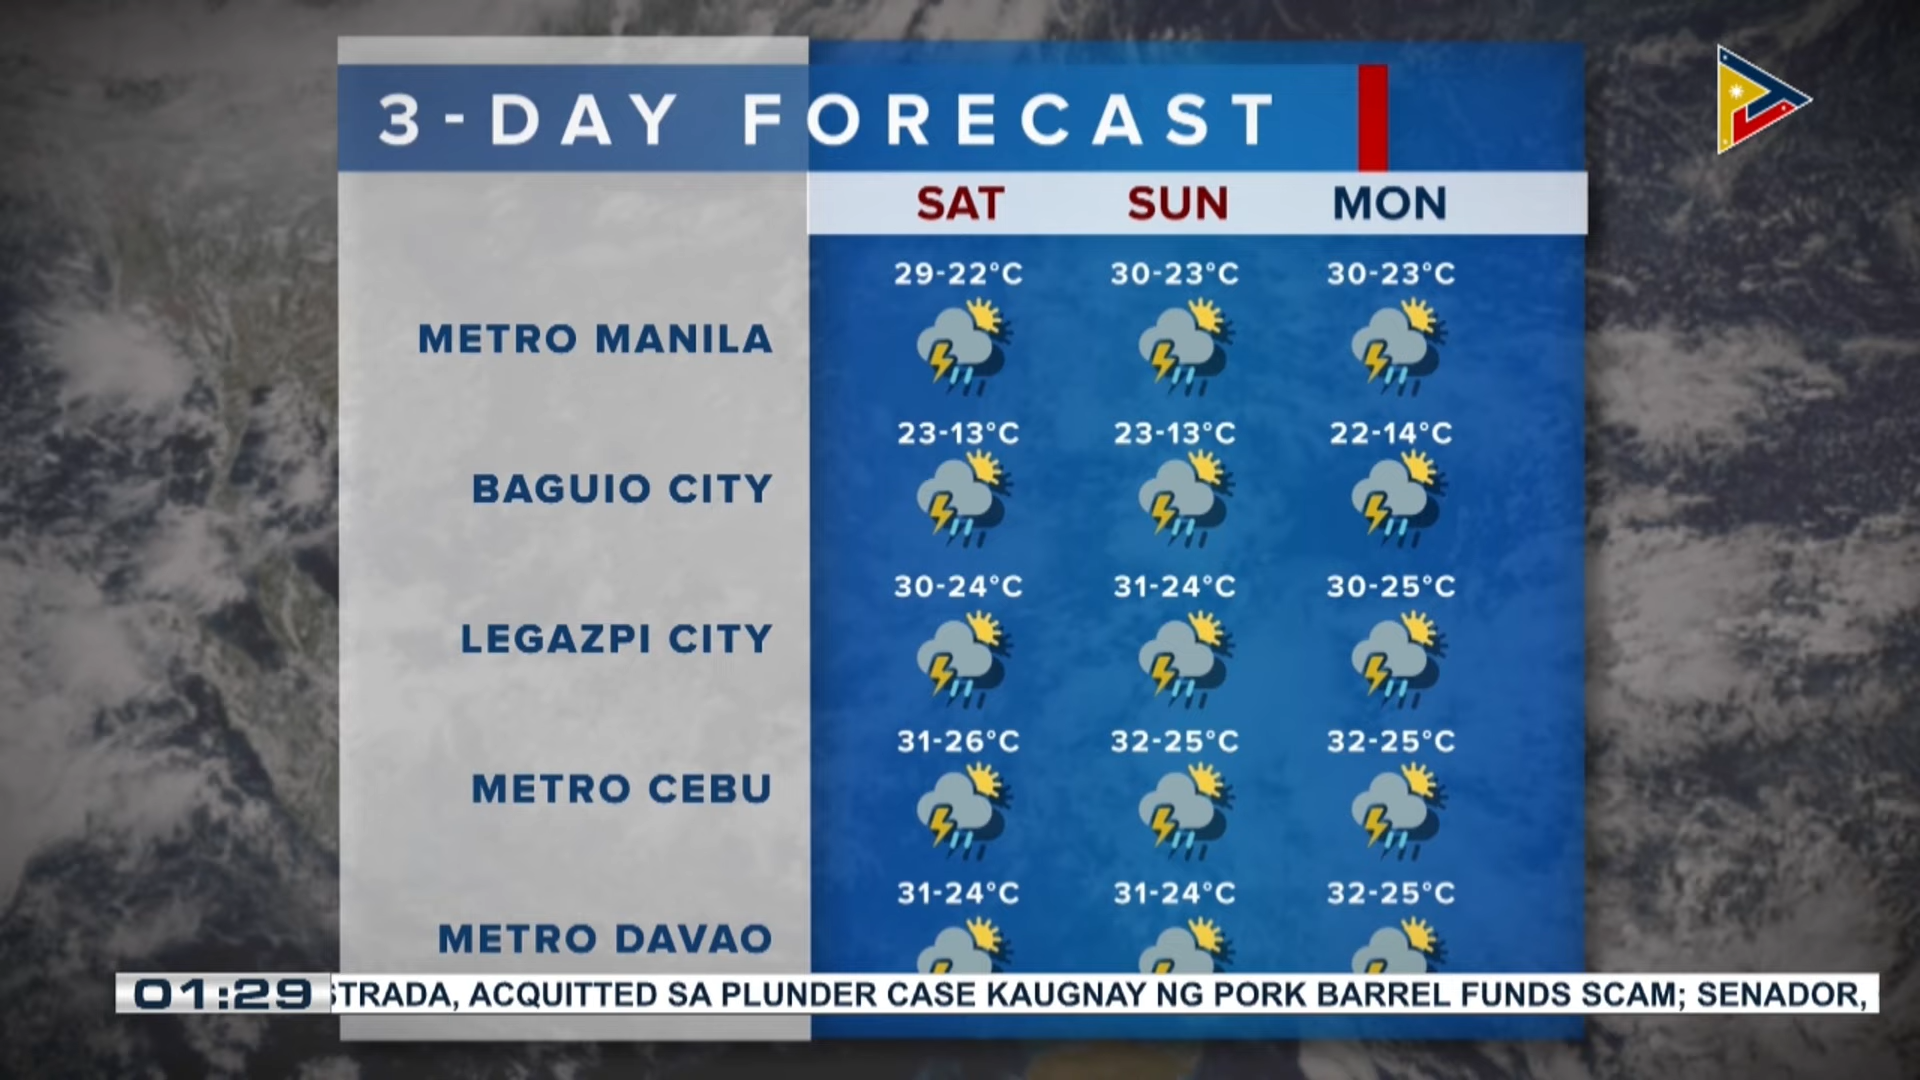 3-DAY FORECAST
SAT SUN MON
29-22°C 30-23°C 30-23°C
METRO MANILA
23-13°C 23-13°C 22-14°C
BAGUIO CITY
30-24°C 31-24°C 30-25°C
LEGAZPI CITY
31-26°C 32-25°C 32-25°C
METRO CEBU
31-24°C 31-24°C 32-25°C
METRO DAVAO
01:29 STRADA, ACQUITTED SA PLUNDER CASE KAUGNAY NG PORK BARREL FUNDS SCAM; SENADOR,